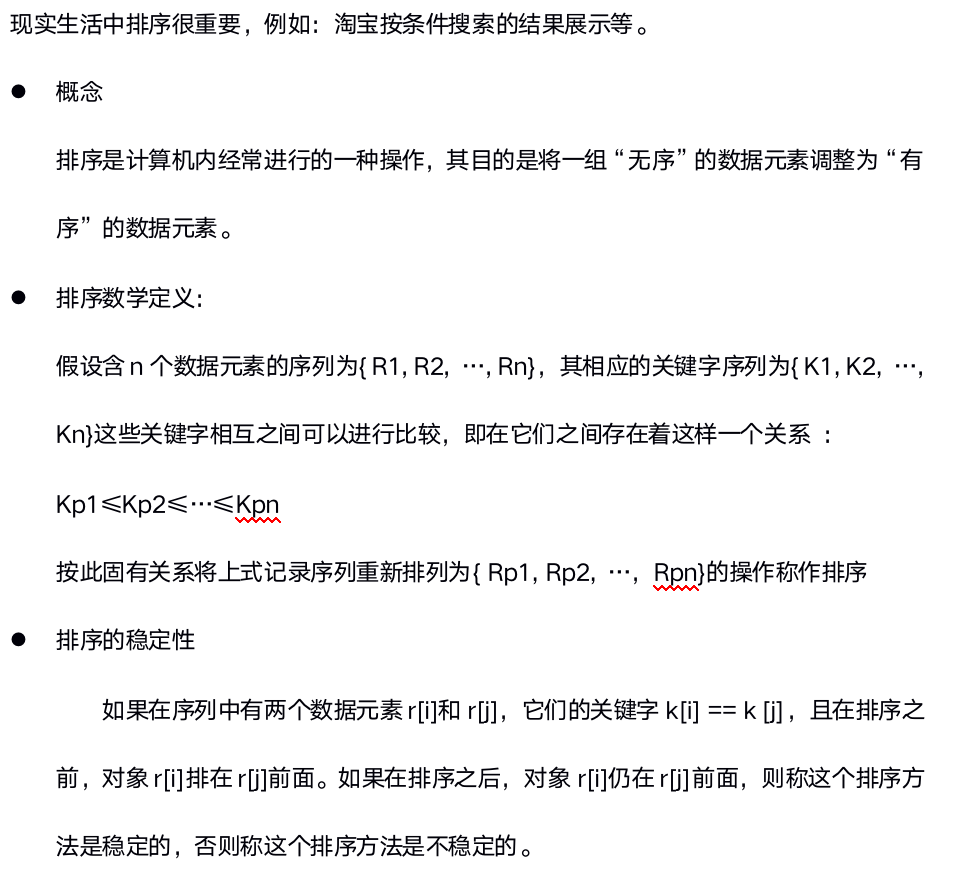 现实生活中排序很重要，例如：淘宝按条件搜索的结果展示等。
● 概念
排序是计算机内经常进行的一种操作，其目的是将一组“无序”的数据元素调整为“有
序”的数据元素。
● 排序数学定义：
假设含 n 个数据元素的序列为{ R1, R2, …, Rn}，其相应的关键字序列为{ K1, K2, …,
Kn}这些关键字相互之间可以进行比较，即在它们之间存在着这样一个关系 ：
Kp1≤Kp2≤…≤Kpn
按此固有关系将上式记录序列重新排列为{ Rp1, Rp2, …, Rpn}的操作称作排序
● 排序的稳定性
如果在序列中有两个数据元素 r[i]和 r[j]，它们的关键字 k[i] == k [j]，且在排序之
前，对象 r[i]排在 r[j]前面。如果在排序之后，对象 r[i]仍在 r[j]前面，则称这个排序方
法是稳定的，否则称这个排序方法是不稳定的。